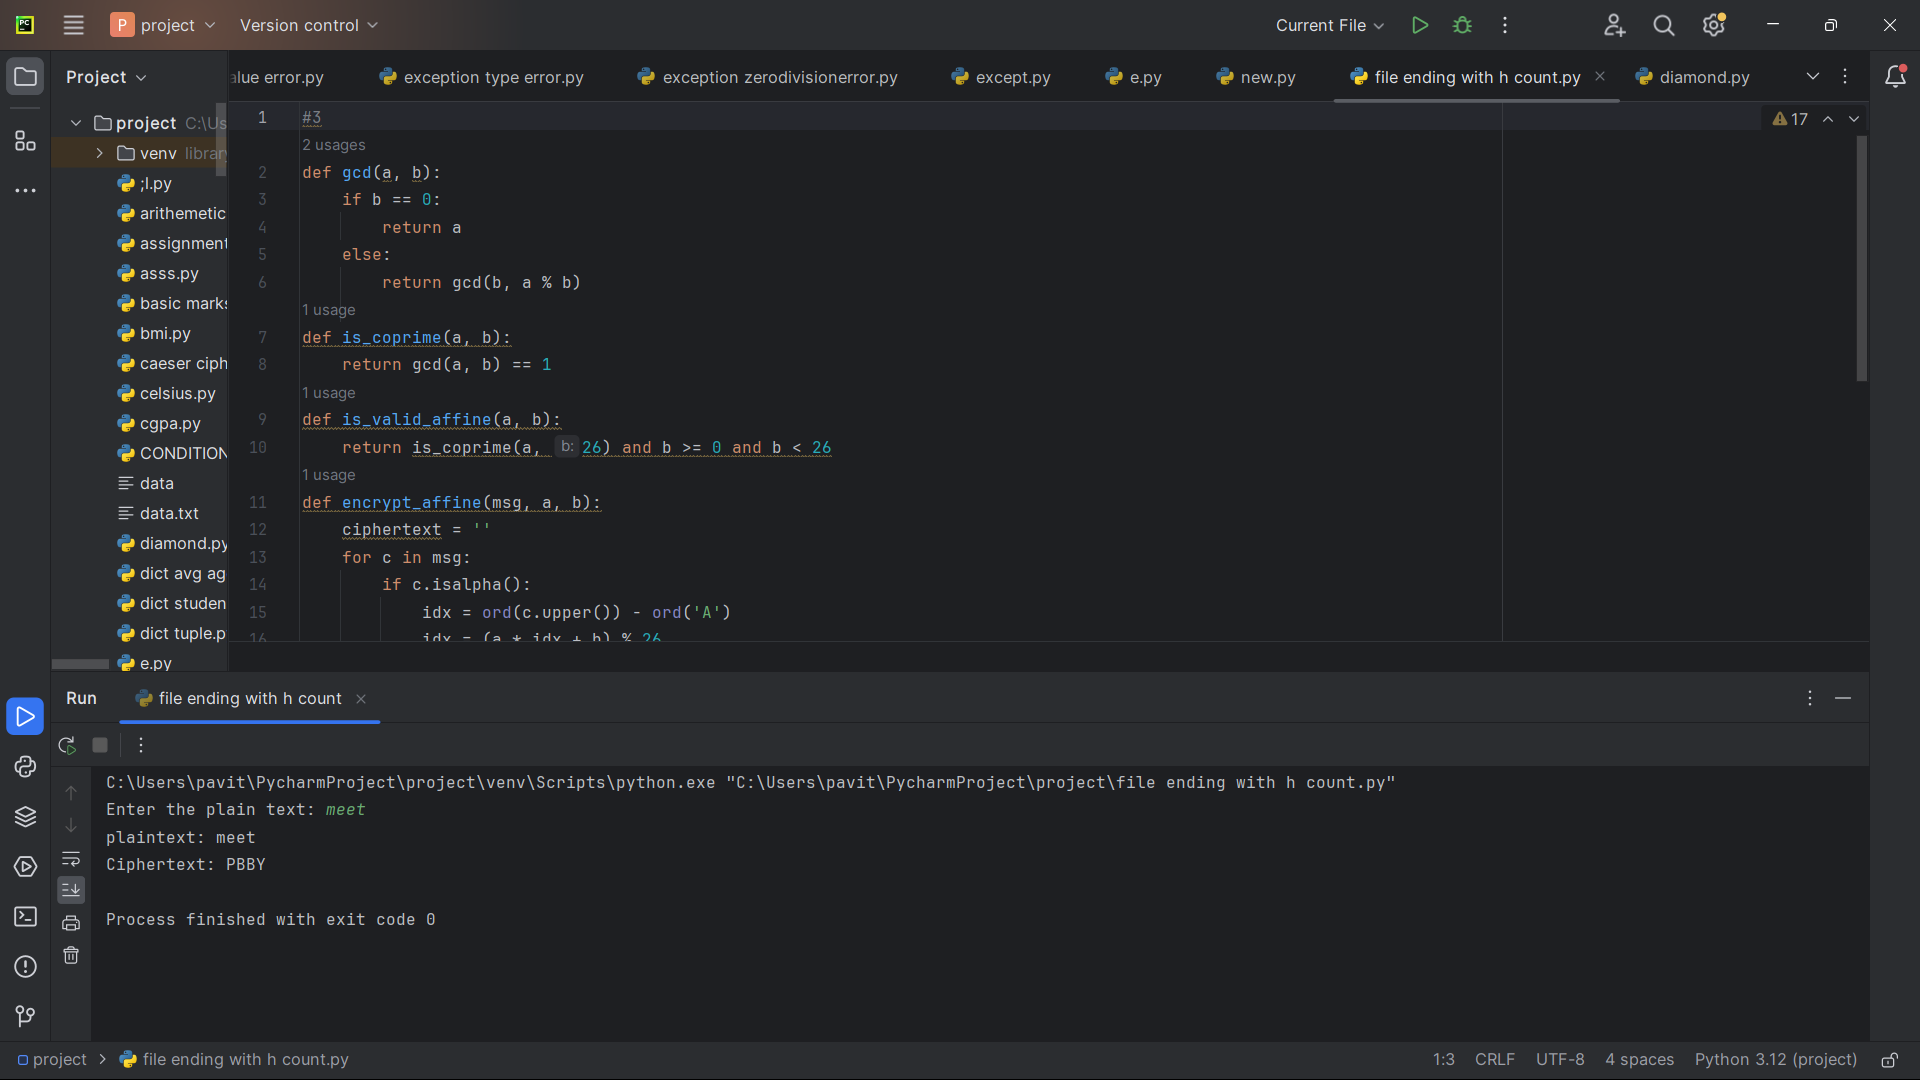 PC
P project Version control Current File
Project
alue error.py exception type error.py exception zerodivisionerror.py except.py e.py new.py file ending with h count.py diamond.py
project C:\Us
venv library
;l.py
arithemetic
assignment
asss.py
basic marks
bmi.py
caeser ciph
celsius.py
cgpa.py
CONDITION
data
data.txt
diamond.py
dict avg ag
dict studen
dict tuple.p
e.py
17
1 #3
2 usages
2 def gcd(a, b):
3 if b == 0:
4 return a
5 else:
6 return gcd(b, a % b)
1 usage
7 def is_coprime(a, b):
8 return gcd(a, b) == 1
1 usage
9 def is_valid_affine(a, b):
10 return is_coprime(a, b: 26) and b >= 0 and b < 26
1 usage
11 def encrypt_affine(msg, a, b):
12 ciphertext = ''
13 for c in msg:
14 if c.isalpha():
15 idx = ord(c.upper()) - ord('A')
16 idx = (a * idx + b) % 26
Run file ending with h count
C:\Users\pavit\PycharmProject\project\venv\Scripts\python.exe "C:\Users\pavit\PycharmProject\project\file ending with h count.py"
Enter the plain text: meet
plaintext: meet
Ciphertext: PBBY
Process finished with exit code 0
project file ending with h count.py 1:3 CRLF UTF-8 4 spaces Python 3.12 (project)